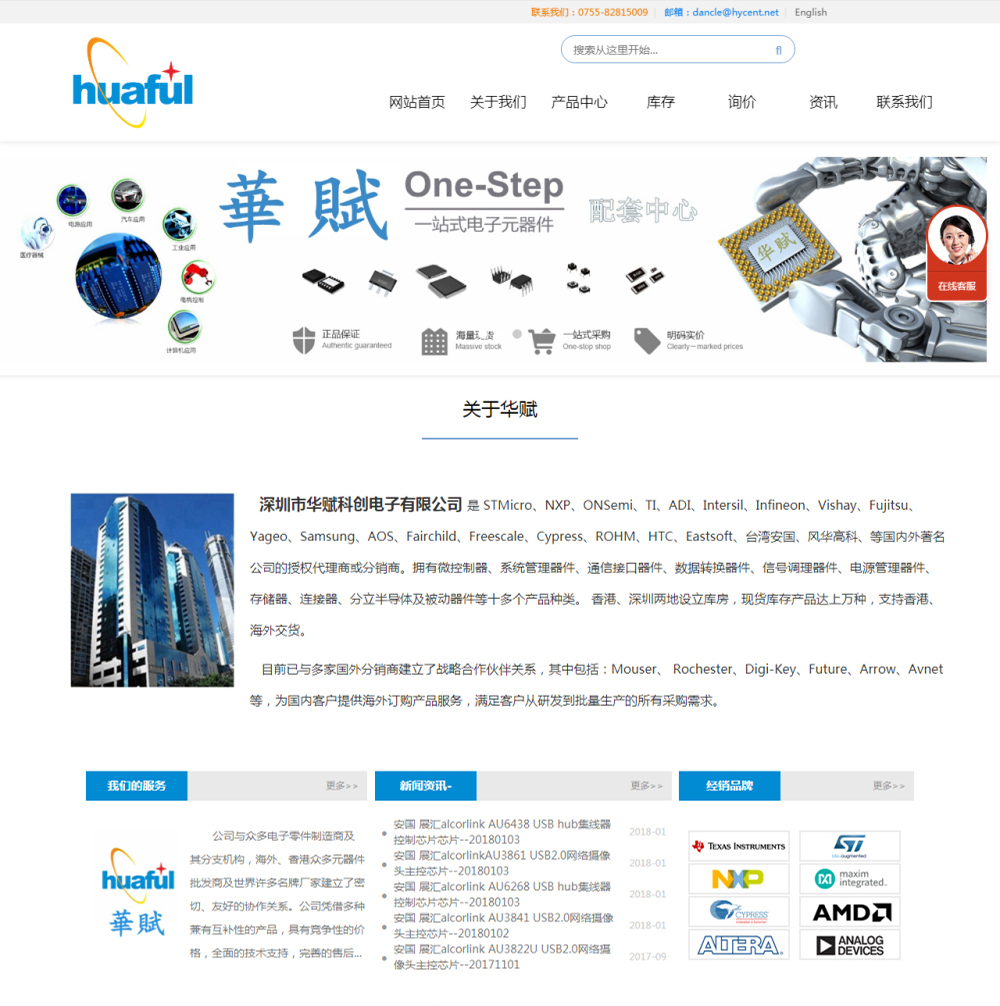 联系我们：0755-82815009 邮箱：dancle@hycent.net English
搜索从这里开始...
huaful
网站首页 关于我们 产品中心 库存 询价 资讯 联系我们
華賦 One-Step
一站式电子元器件
配套中心
电源应用 汽车应用
医疗器械 工业应用
电机控制
计算机应用
华赋
在线客服
正品保证 海量 货 一站式采购 明码实价
Authentic guaranteed Massive stock One-stop shop Clearly—marked prices
关于华赋
深圳市华赋科创电子有限公司 是 STMicro、NXP、ONSemi、TI、ADI、Intersil、Infineon、Vishay、Fujitsu、
Yageo、Samsung、AOS、Fairchild、Freescale、Cypress、ROHM、HTC、Eastsoft、台湾安国、风华高科、等国内外著名
公司的授权代理商或分销商。拥有微控制器、系统管理器件、通信接口器件、数据转换器件、信号调理器件、电源管理器件、
存储器、连接器、分立半导体及被动器件等十多个产品种类。 香港、深圳两地设立库房，现货库存产品达上万种，支持香港、
海外交货。
目前已与多家国外分销商建立了战略合作伙伴关系，其中包括：Mouser、 Rochester、Digi-Key、Future、Arrow、Avnet
等，为国内客户提供海外订购产品服务，满足客户从研发到批量生产的所有采购需求。
我们的服务 更多>>
huaful
華賦
公司与众多电子零件制造商及
其分支机构，海外、香港众多元器件
批发商及世界许多名牌厂家建立了密
切、友好的协作关系。公司凭借多种
兼有互补性的产品，具有竞争性的价
格，全面的技术支持，完善的售后...
新闻资讯- 更多>>
安国 展汇alcorlink AU6438 USB hub集线器
控制芯片芯片--20180103 2018-01
安国 展汇alcorlinkAU3861 USB2.0网络摄像
头主控芯片--20180103 2018-01
安国 展汇alcorlink AU6268 USB hub集线器
控制芯片芯片--20180103 2018-01
安国 展汇alcorlink AU3841 USB2.0网络摄像
头主控芯片--20180102 2018-01
安国 展汇alcorlink AU3822U USB2.0网络摄
像头主控芯片--20171101 2017-09
经销品牌 更多>>
TEXAS INSTRUMENTS ST life.augmented
NXP maxim integrated.
CYPRESS AMD
ALTERA. ANALOG DEVICES